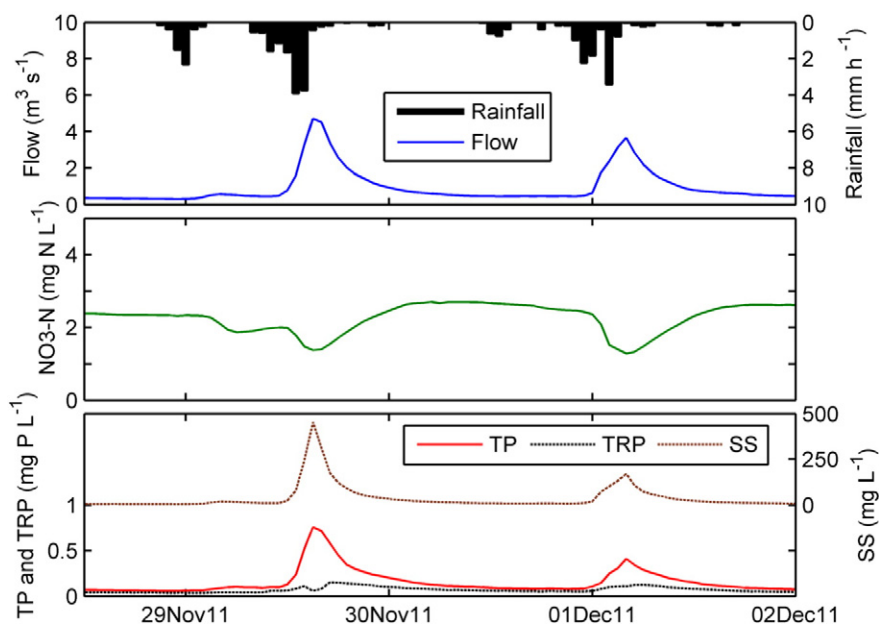 10
8
6
4
2
0
Flow (m³ s⁻¹)
0
2
4
6
8
10
Rainfall (mm h⁻¹)
Rainfall
Flow
4
2
0
NO3-N (mg N L⁻¹)
1
0.5
0
TP and TRP (mg P L⁻¹)
500
250
0
SS (mg L⁻¹)
TP TRP SS
29Nov11 30Nov11 01Dec11 02Dec11